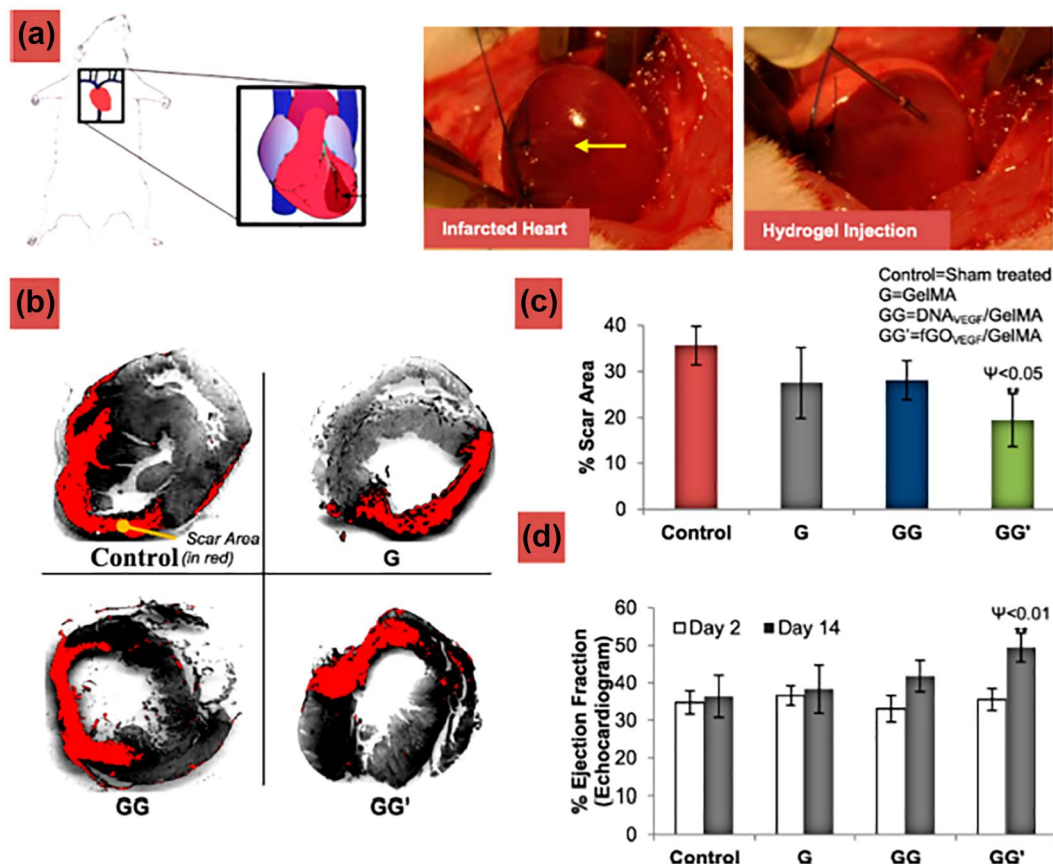 (a)
Infarcted Heart
Hydrogel Injection
(b)
Scar Area
(in red)
Control
G
GG
GG'
(c)
Control=Sham treated
G=GelMA
GG=DNAVEGF/GelMA
GG'=fGOVEGF/GelMA
% Scar Area
40
30
20
10
0
Ψ<0.05
Control
G
GG
GG'
(d)
% Ejection Fraction
(Echocardiogram)
60
50
40
30
20
10
0
Day 2
Day 14
Ψ<0.01
Control
G
GG
GG'